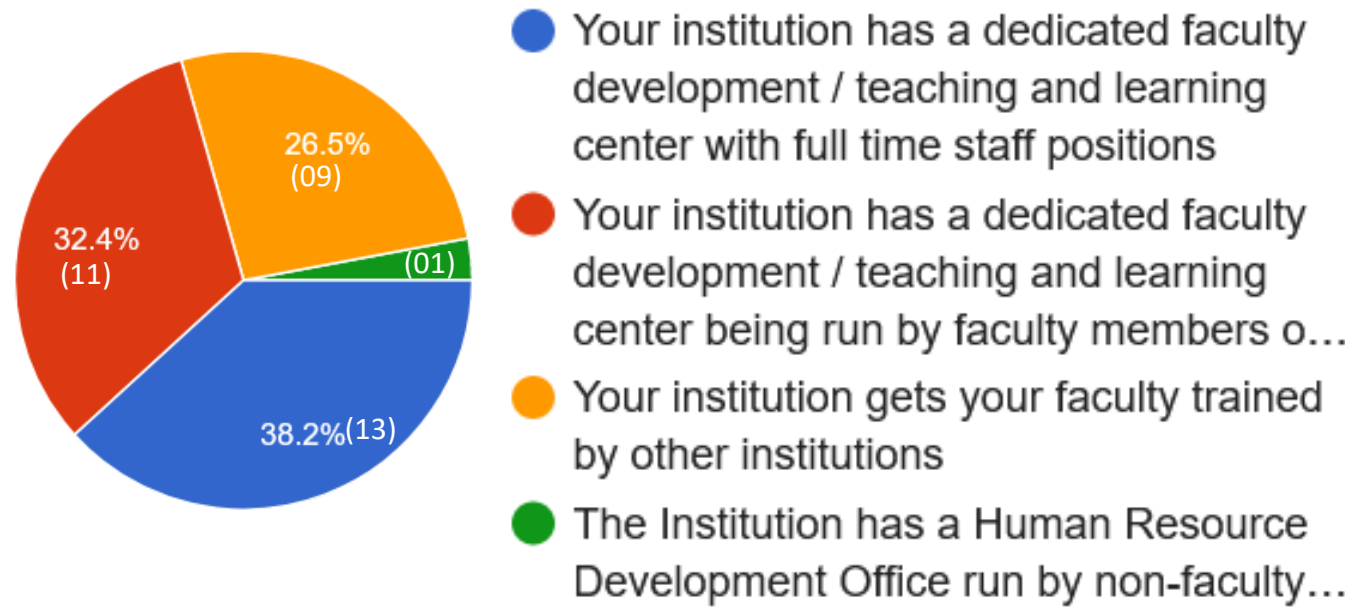 26.5%
(09)
32.4%
(11)
(01)
38.2%(13)
Your institution has a dedicated faculty
development / teaching and learning
center with full time staff positions
Your institution has a dedicated faculty
development / teaching and learning
center being run by faculty members o...
Your institution gets your faculty trained
by other institutions
The Institution has a Human Resource
Development Office run by non-faculty...